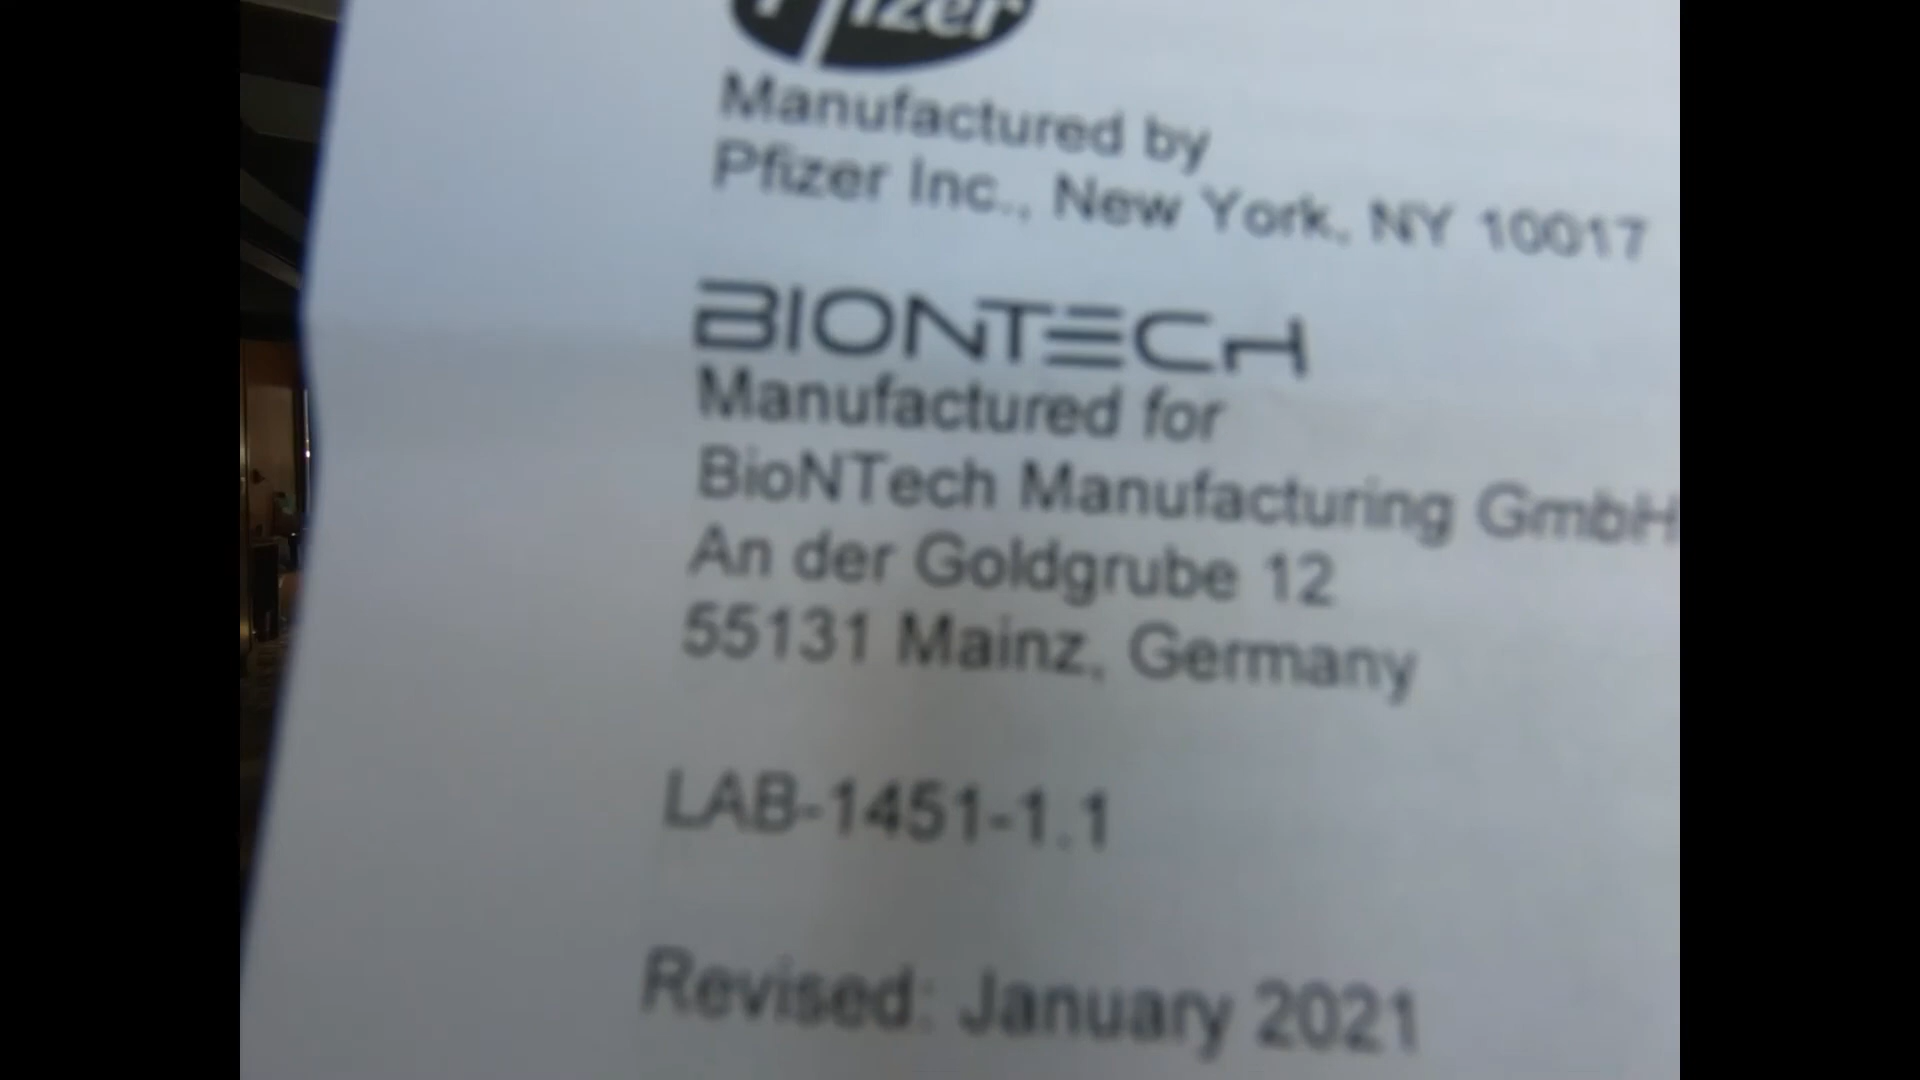 Pfizer
Manufactured by
Pfizer Inc., New York, NY 10017
BIONTECH
Manufactured for
BioNTech Manufacturing GmbH
An der Goldgrube 12
55131 Mainz, Germany
LAB-1451-1.1
Revised: January 2021